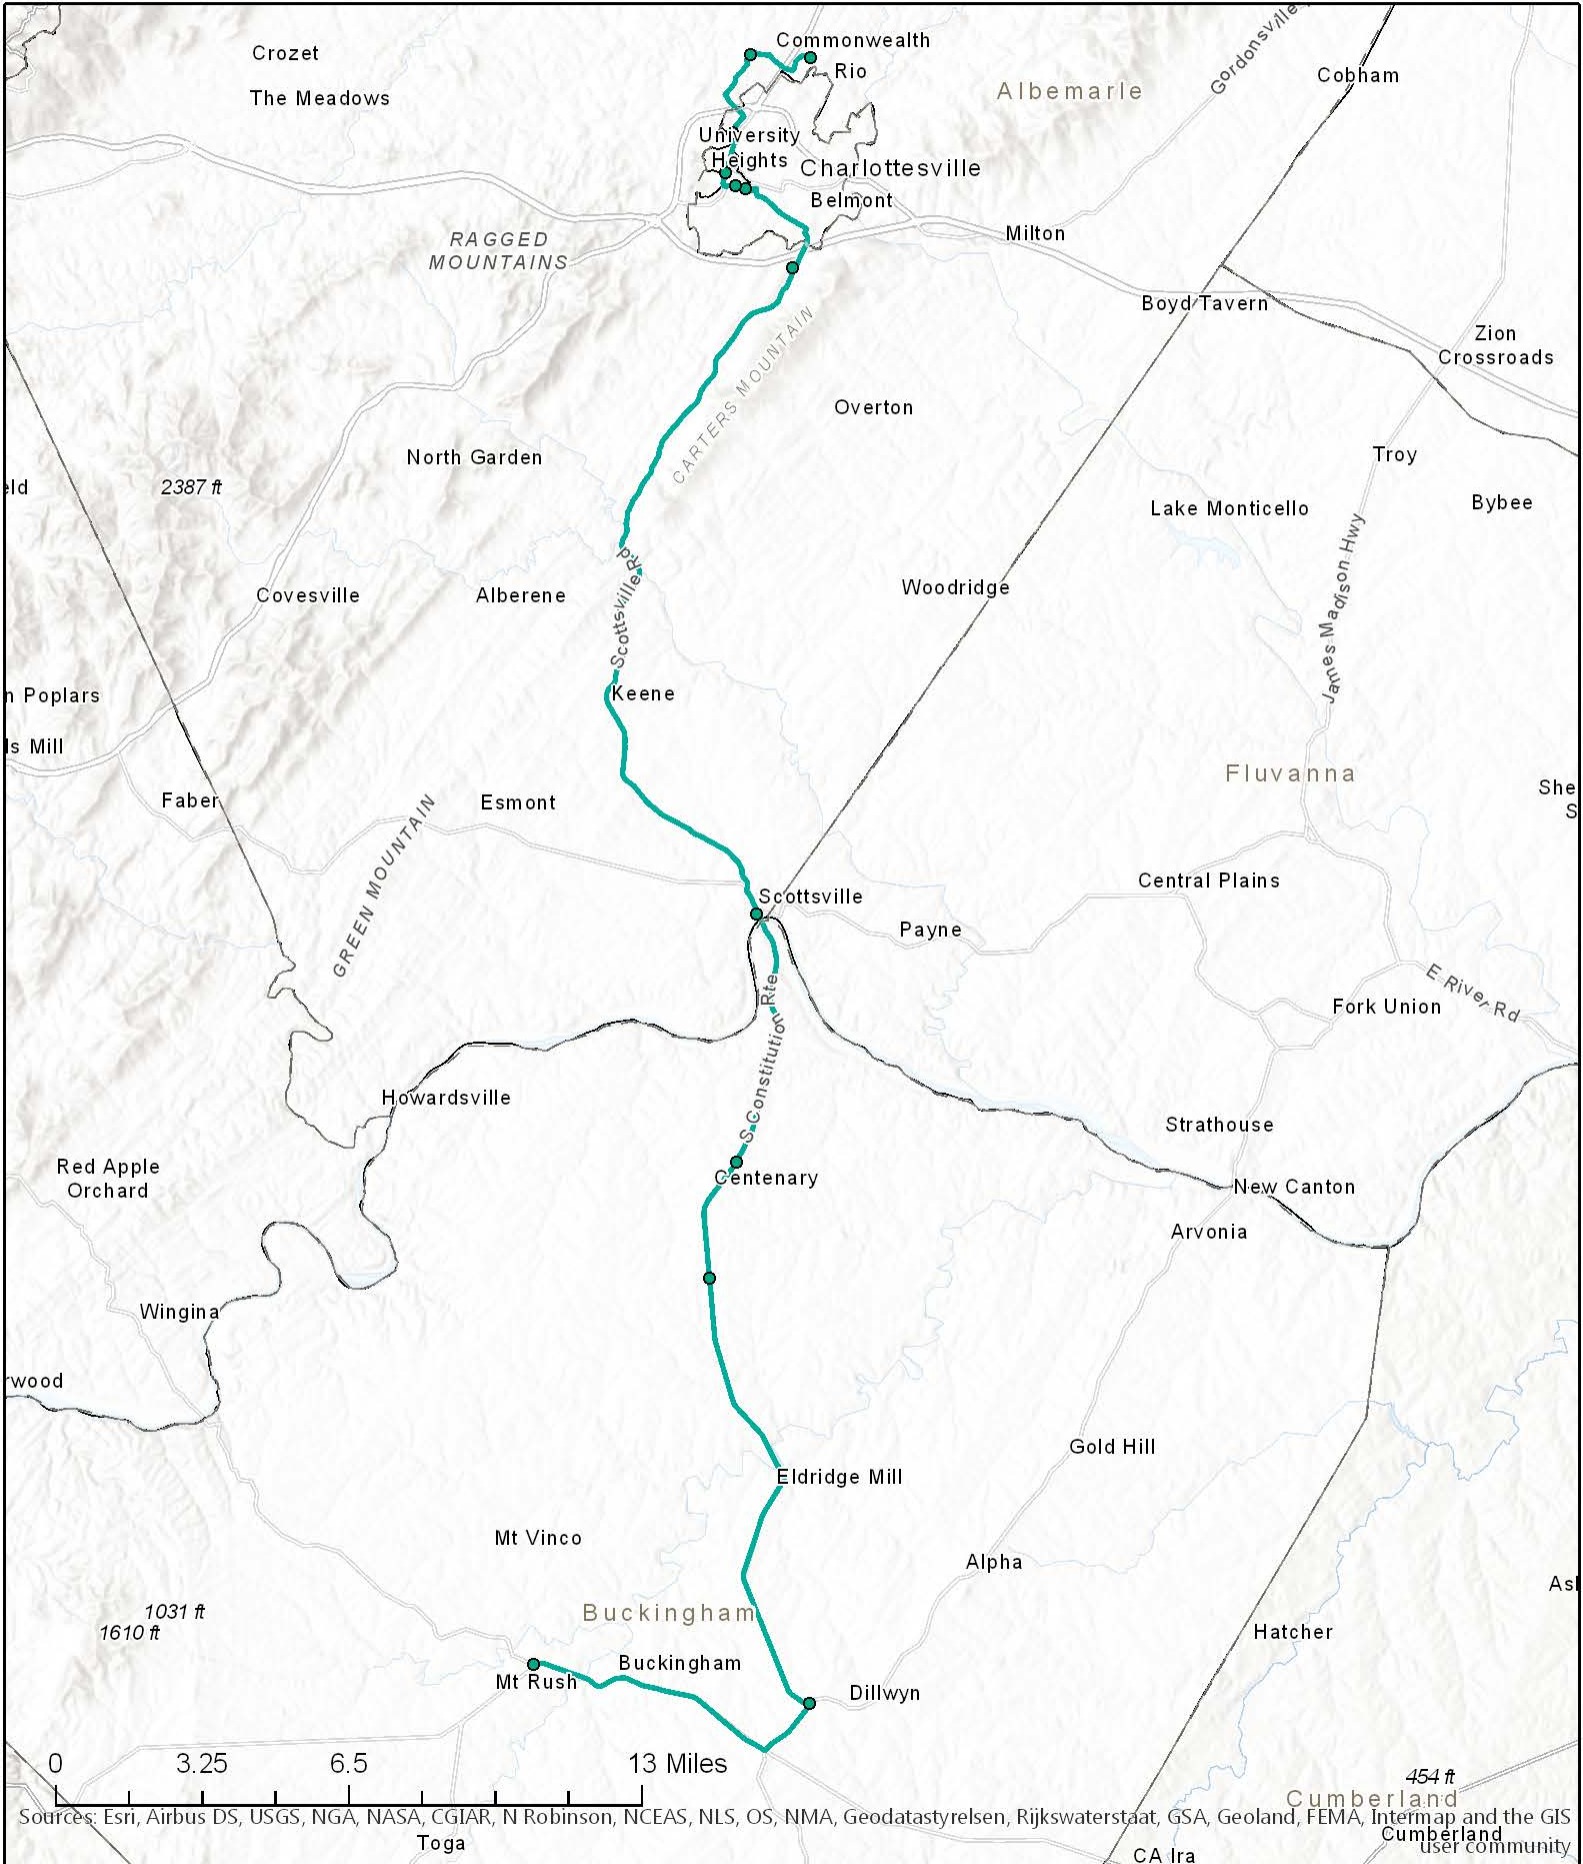 Commonwealth
Crozet
Rio
Gordonsville
Cobham
Albemarle
The Meadows
University
Heights
Charlottesville
Belmont
Milton
RAGGED
MOUNTAINS
Boyd Tavern
Zion
Crossroads
CARTERS MOUNTAIN
Overton
North Garden
Troy
2387 ft
eld
Lake Monticello
Bybee
James Madison Hwy
Scottsville Rd
Woodridge
Covesville
Alberene
Keene
n Poplars
ls Mill
Fluvanna
She
S
Faber
Esmont
GREEN MOUNTAIN
Central Plains
Scottsville
Payne
E River Rd
Fork Union
S Constitution Rte
Howardsville
Strathouse
Red Apple
Orchard
Centenary
New Canton
Arvonia
Wingina
rwood
Gold Hill
Eldridge Mill
Mt Vinco
Alpha
Asl
1031 ft
1610 ft
Buckingham
Hatcher
Buckingham
Mt Rush
Dillwyn
0 3.25 6.5 13 Miles
454 ft
Cumberland
Sources: Esri, Airbus DS, USGS, NGA, NASA, CGIAR, N Robinson, NCEAS, NLS, OS, NMA, Geodatastyrelsen, Rijkswaterstaat, GSA, Geoland, FEMA, Intermap and the GIS
user community
Cumberland
Toga
CA Ira